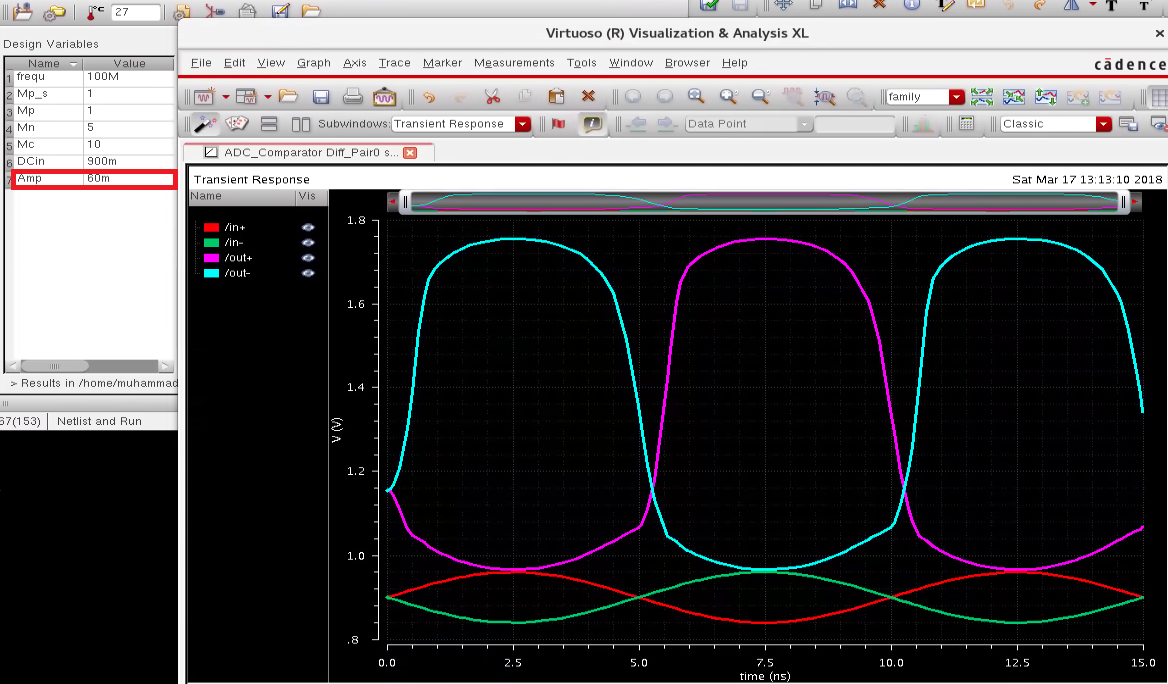 °C 27
Virtuoso (R) Visualization & Analysis XL
Design Variables
File Edit View Graph Axis Trace Marker Measurements Tools Window Browser Help
cādence
Name Value
1 frequ 100M
2 Mp_s 1
3 Mp 1
4 Mn 5
5 Mc 10
6 DCin 900m
7 Amp 60m
family
Subwindows: Transient Response Data Point Classic
ADC_Comparator Diff_Pair0 s...
Transient Response Sat Mar 17 13:13:10 2018
Name Vis
/in+
/in-
/out+
/out-
1.8
1.6
1.4
1.2
1.0
.8
V (V)
0.0 2.5 5.0 7.5 10.0 12.5 15.0
time (ns)
> Results in /home/muhammad
67(153) Netlist and Run